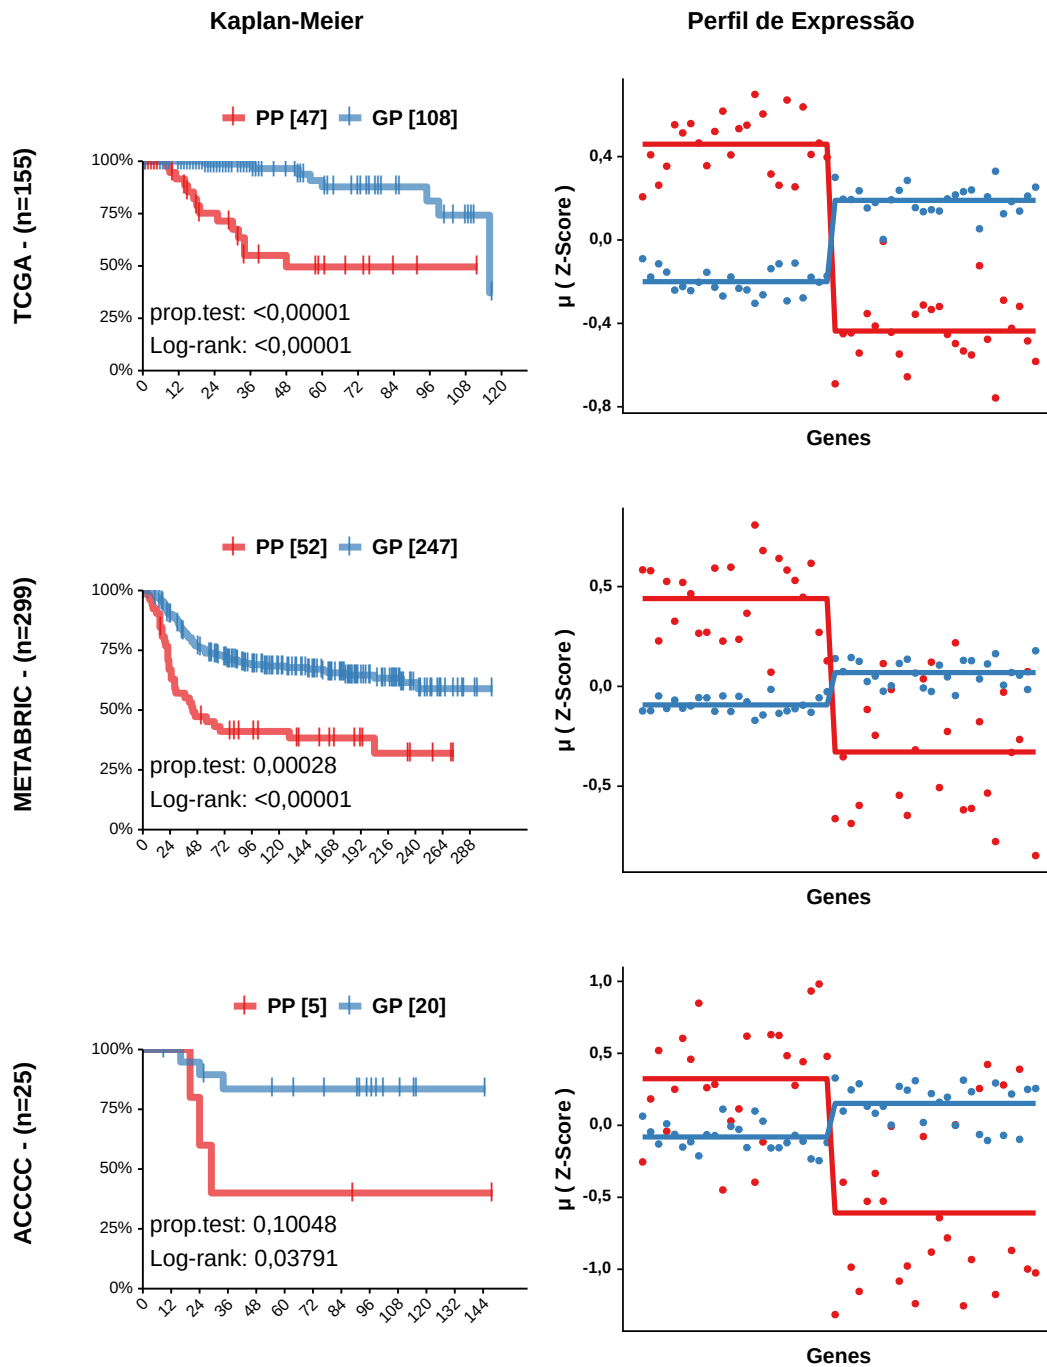 Kaplan-Meier
Perfil de Expressão
TCGA - (n=155)
PP [47] GP [108]
100%
75%
50%
25%
0%
prop.test: <0,00001
Log-rank: <0,00001
0 12 24 36 48 60 72 84 96 108 120
μ ( Z-Score )
0,4
0,0
-0,4
-0,8
Genes
METABRIC - (n=299)
PP [52] GP [247]
100%
75%
50%
25%
0%
prop.test: 0,00028
Log-rank: <0,00001
0 24 48 72 96 120 144 168 192 216 240 264 288
μ ( Z-Score )
0,5
0,0
-0,5
Genes
ACCCC - (n=25)
PP [5] GP [20]
100%
75%
50%
25%
0%
prop.test: 0,10048
Log-rank: 0,03791
0 12 24 36 48 60 72 84 96 108 120 132 144
μ ( Z-Score )
1,0
0,5
0,0
-0,5
-1,0
Genes